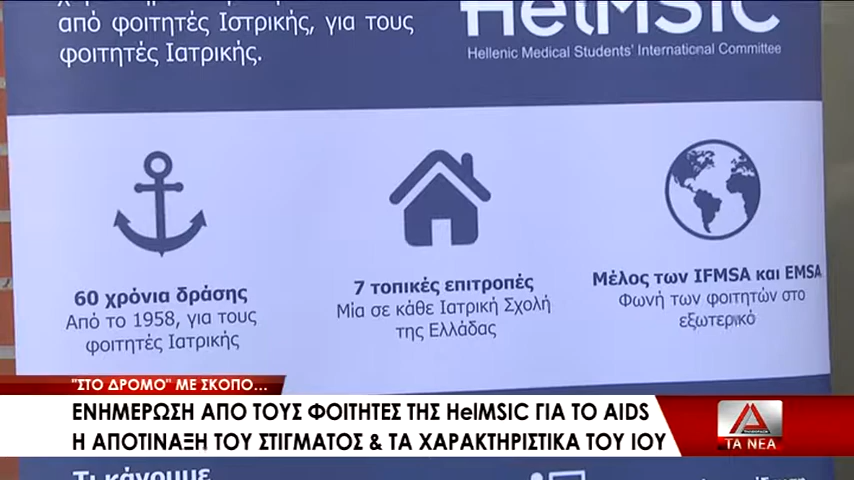 HelMSIC
από φοιτητές Ιατρικής, για τους
φοιτητές Ιατρικής.
Hellenic Medical Students' International Committee
60 χρόνια δράσης
Από το 1958, για τους
φοιτητές Ιατρικής
7 τοπικές επιτροπές
Μία σε κάθε Ιατρική Σχολή
της Ελλάδας
Μέλος των IFMSA και EMSA
Φωνή των φοιτητών στο
εξωτερικό
"ΣΤΟ ΔΡΟΜΟ" ΜΕ ΣΚΟΠΟ...
ΕΝΗΜΕΡΩΣΗ ΑΠΟ ΤΟΥΣ ΦΟΙΤΗΤΕΣ ΤΗΣ HelMSIC ΓΙΑ ΤΟ AIDS
Η ΑΠΟΤΙΝΑΞΗ ΤΟΥ ΣΤΙΓΜΑΤΟΣ & ΤΑ ΧΑΡΑΚΤΗΡΙΣΤΙΚΑ ΤΟΥ ΙΟΥ
ΤΑ ΝΕΑ
Τι κάνουμε